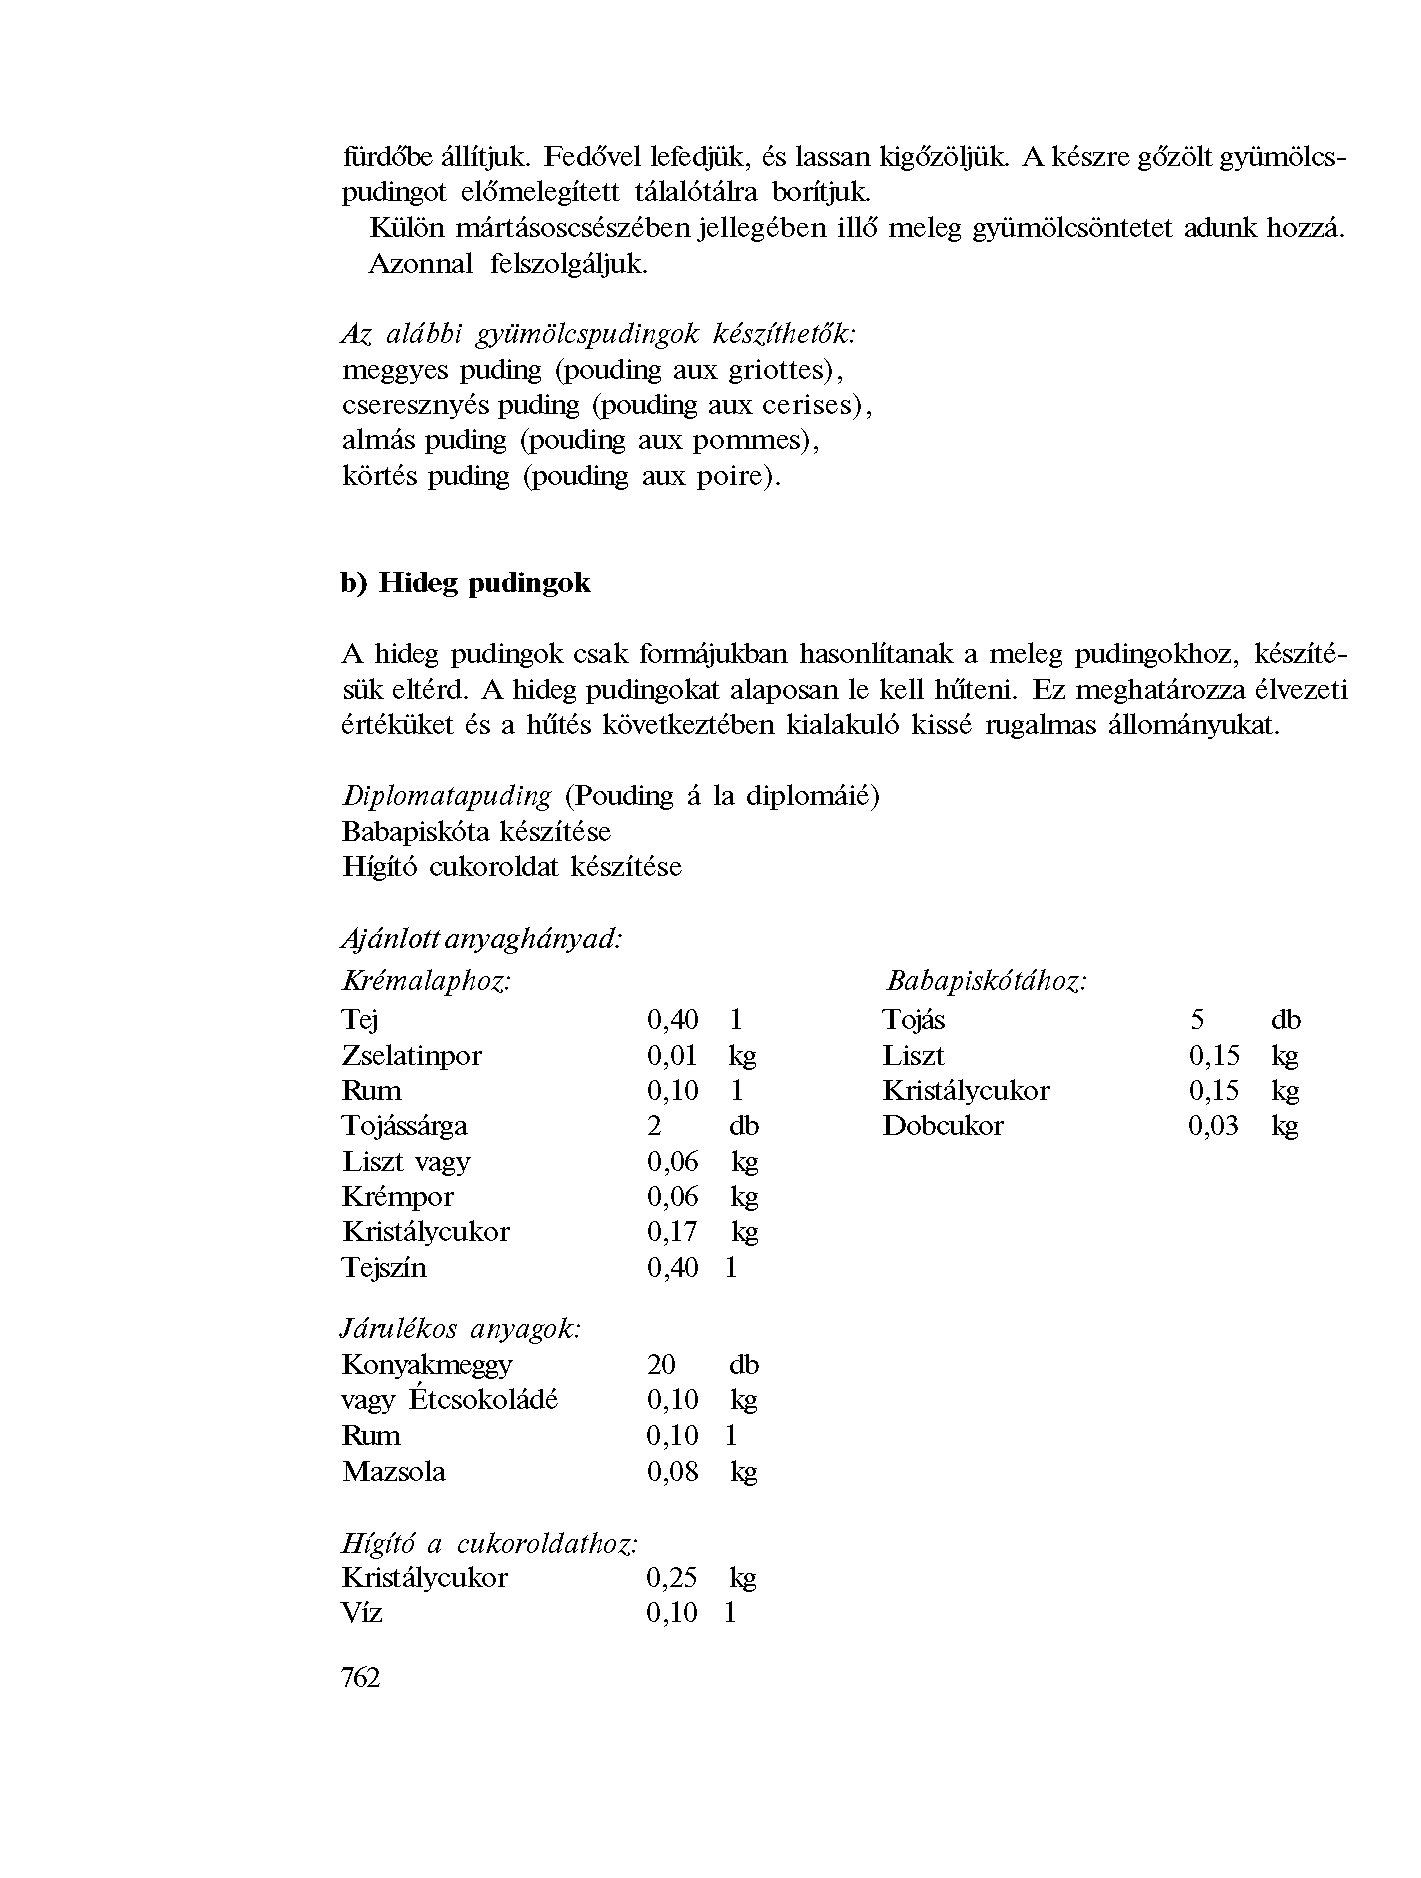 fürdőbe állítjuk. Fedővel lefedjük, és lassan kigőzöljük. A készre gőzölt gyümölcs-
pudingot előmelegített tálalótálra borítjuk.
Külön mártásoscsészében jellegében illő meleg gyümölcsöntetet adunk hozzá.
Azonnal felszolgáljuk.
Az alábbi gyümölcspudingok készíthetők:
meggyes puding (pouding aux griottes),
cseresznyés puding (pouding aux cerises),
almás puding (pouding aux pommes),
körtés puding (pouding aux poire).
b) Hideg pudingok
A hideg pudingok csak formájukban hasonlítanak a meleg pudingokhoz, készíté-
sük eltérd. A hideg pudingokat alaposan le kell hűteni. Ez meghatározza élvezeti
értéküket és a hűtés következtében kialakuló kissé rugalmas állományukat.
Diplomatapuding (Pouding á la diplomáié)
Babapiskóta készítése
Hígító cukoroldat készítése
Ajánlott anyaghányad:
Krémalaphoz:
Tej 0,40 l
Zselatinpor 0,01 kg
Rum 0,10 l
Tojássárga 2 db
Liszt vagy 0,06 kg
Krémpor 0,06 kg
Kristálycukor 0,17 kg
Tejszín 0,40 l
Babapiskótához:
Tojás 5 db
Liszt 0,15 kg
Kristálycukor 0,15 kg
Dobcukor 0,03 kg
Járulékos anyagok:
Konyakmeggy 20 db
vagy Étcsokoládé 0,10 kg
Rum 0,10 l
Mazsola 0,08 kg
Hígító a cukoroldathoz:
Kristálycukor 0,25 kg
Víz 0,10 l
762